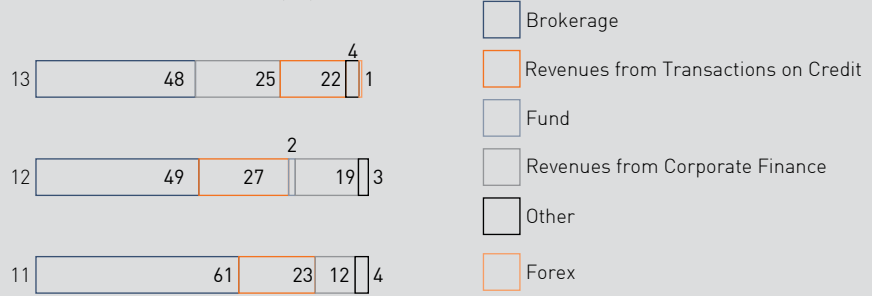 4
13 48 25 22 1
2
12 49 27 19 3
11 61 23 12 4
Brokerage
Revenues from Transactions on Credit
Fund
Revenues from Corporate Finance
Other
Forex